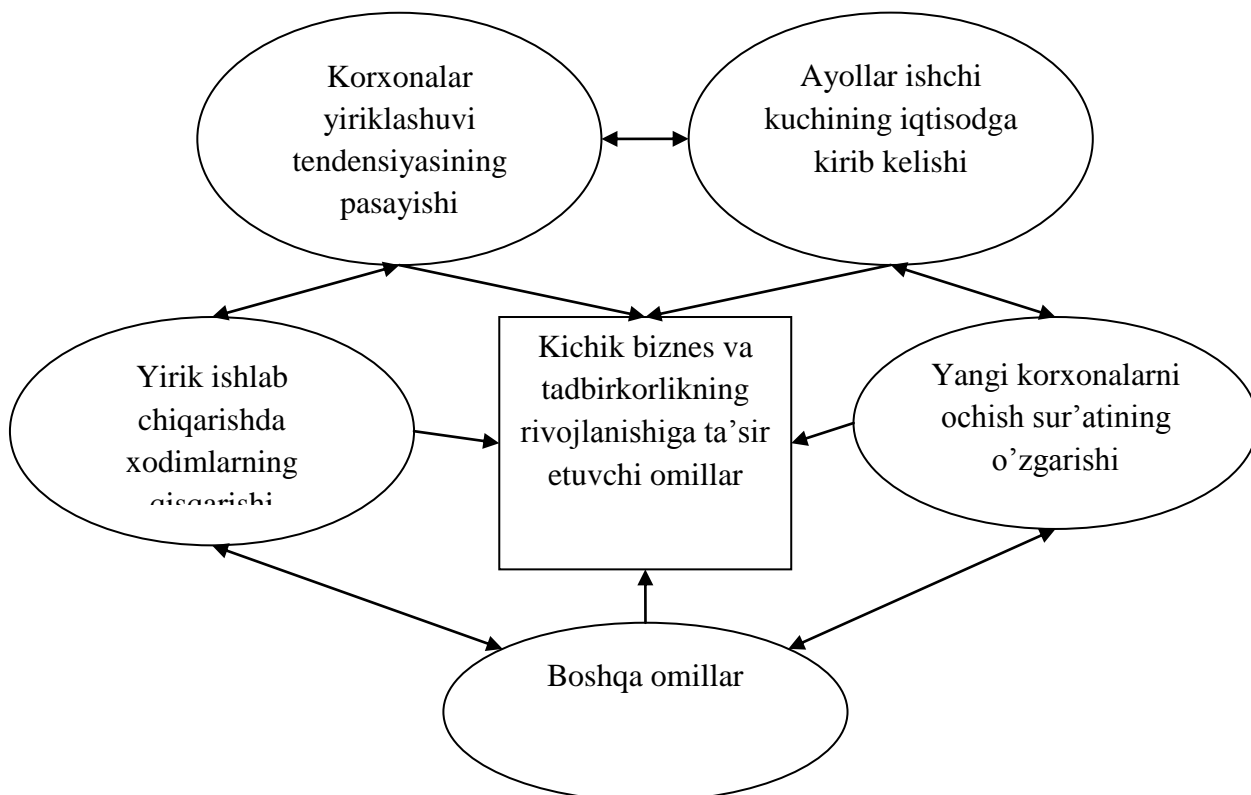 Korxonalar
yiriklashuvi
tendensiyasining
pasayishi
Ayollar ishchi
kuchining iqtisodga
kirib kelishi
Yirik ishlab
chiqarishda
xodimlarning
qisqarishi
Kichik biznes va
tadbirkorlikning
rivojlanishiga ta’sir
etuvchi omillar
Yangi korxonalarni
ochish sur’atining
o’zgarishi
Boshqa omillar